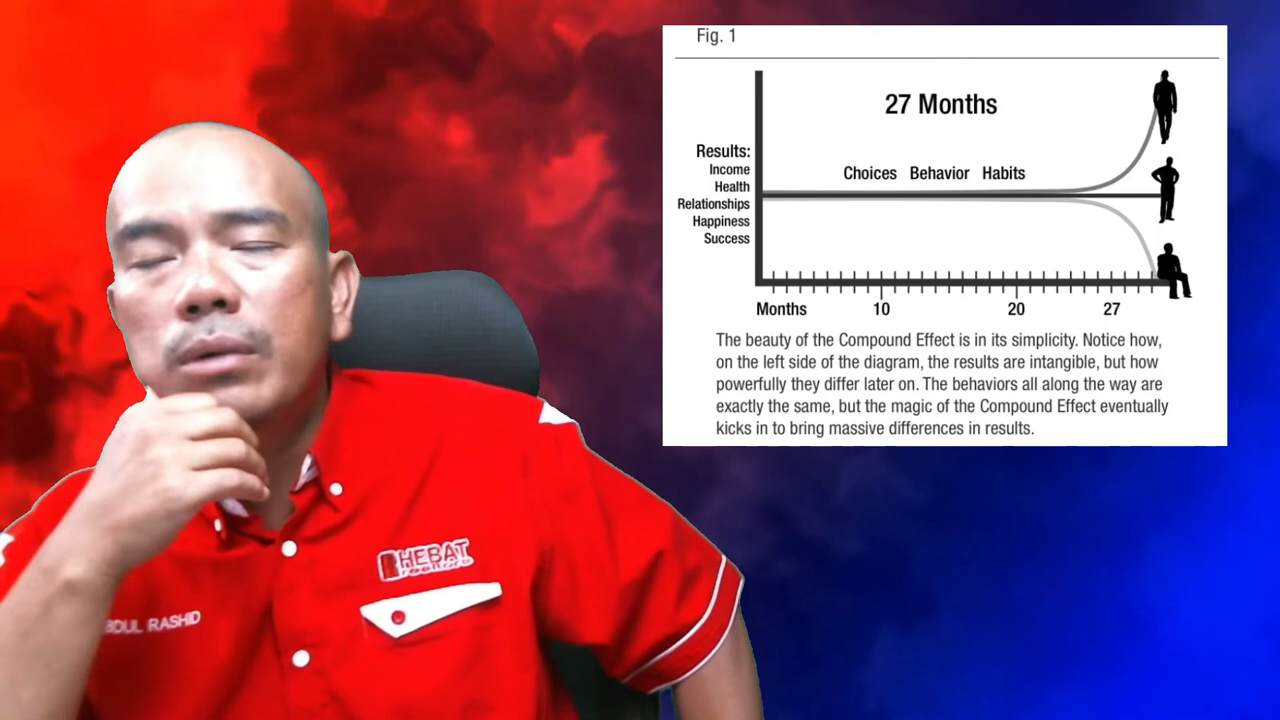 Fig. 1
27 Months
Results:
Income
Health
Relationships
Happiness
Success
Choices Behavior Habits
Months 10 20 27
The beauty of the Compound Effect is in its simplicity. Notice how,
on the left side of the diagram, the results are intangible, but how
powerfully they differ later on. The behaviors all along the way are
exactly the same, but the magic of the Compound Effect eventually
kicks in to bring massive differences in results.
HEBAT
realtors
BDUL RASHID